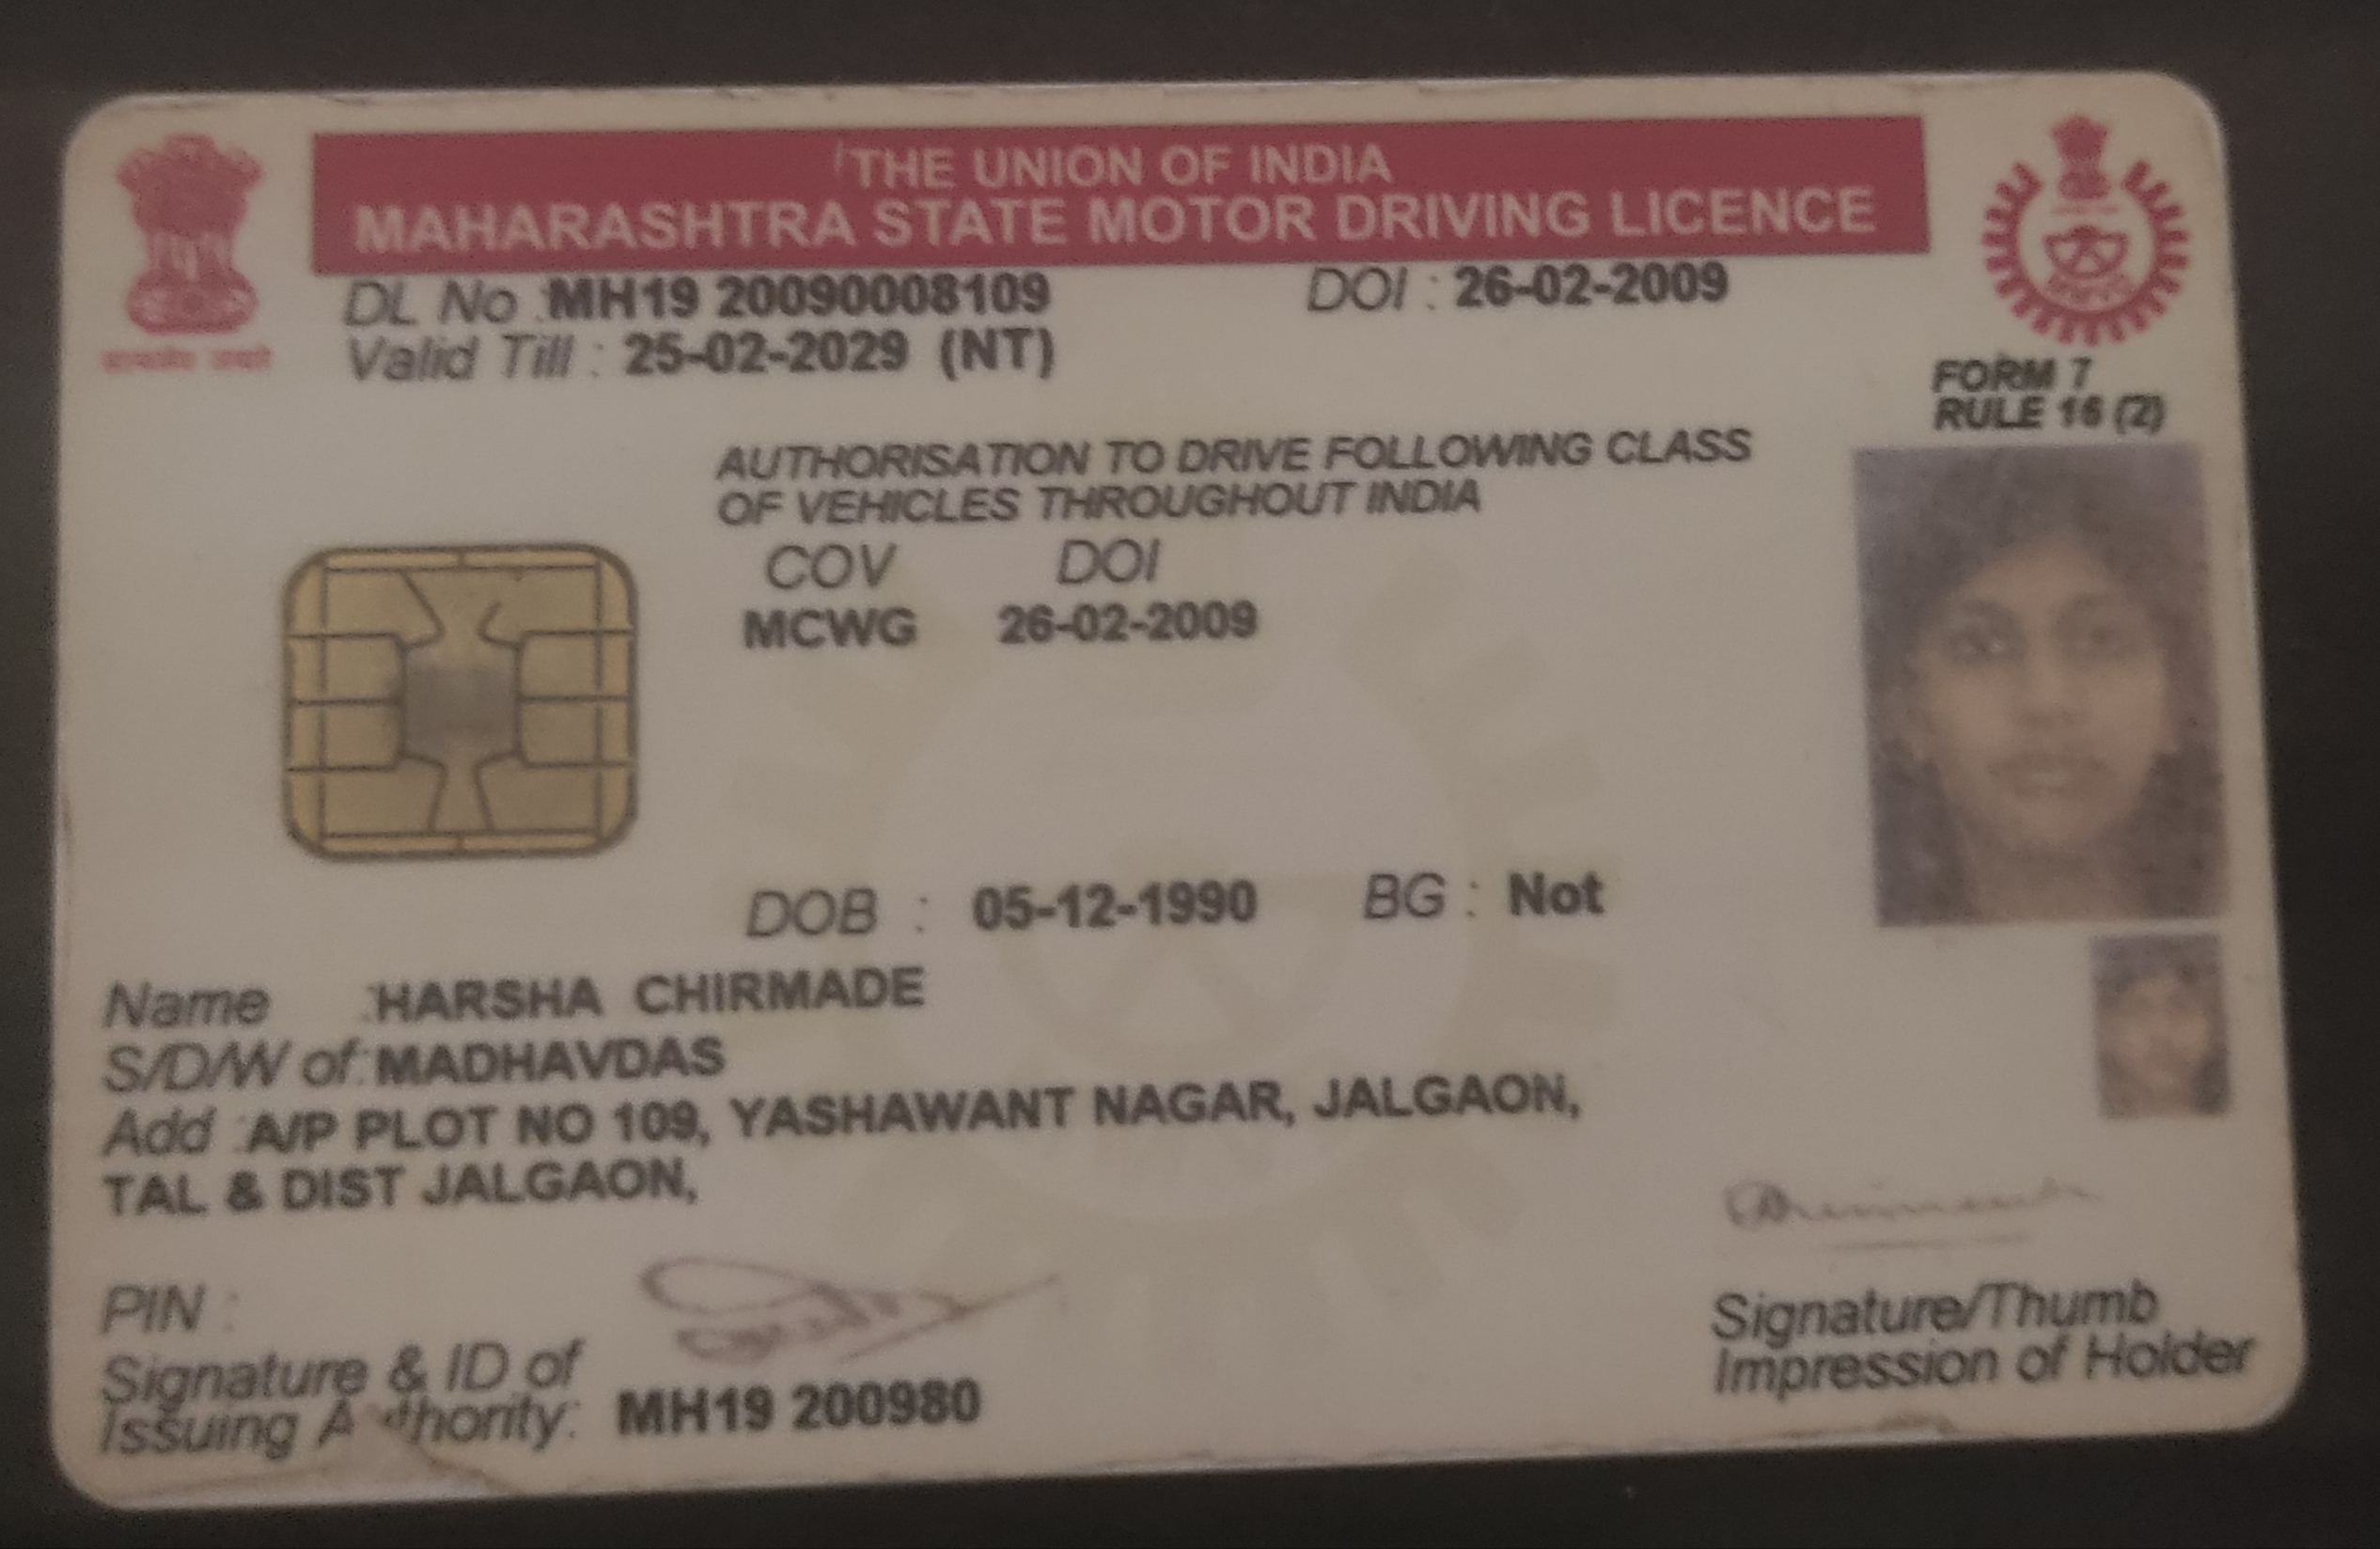 THE UNION OF INDIA
MAHARASHTRA STATE MOTOR DRIVING LICENCE
DL No : MH19 20090008109 DOI : 26-02-2009
Valid Till : 25-02-2029 (NT)
FORM 7
RULE 16 (2)
AUTHORISATION TO DRIVE FOLLOWING CLASS
OF VEHICLES THROUGHOUT INDIA
COV DOI
MCWG 26-02-2009
DOB : 05-12-1990 BG : Not
Name : HARSHA CHIRMADE
S/D/W of : MADHAVDAS
Add : A/P PLOT NO 109, YASHAWANT NAGAR, JALGAON,
TAL & DIST JALGAON,
PIN :
Signature & ID of
Issuing Authority: MH19 200980
Signature/Thumb
Impression of Holder